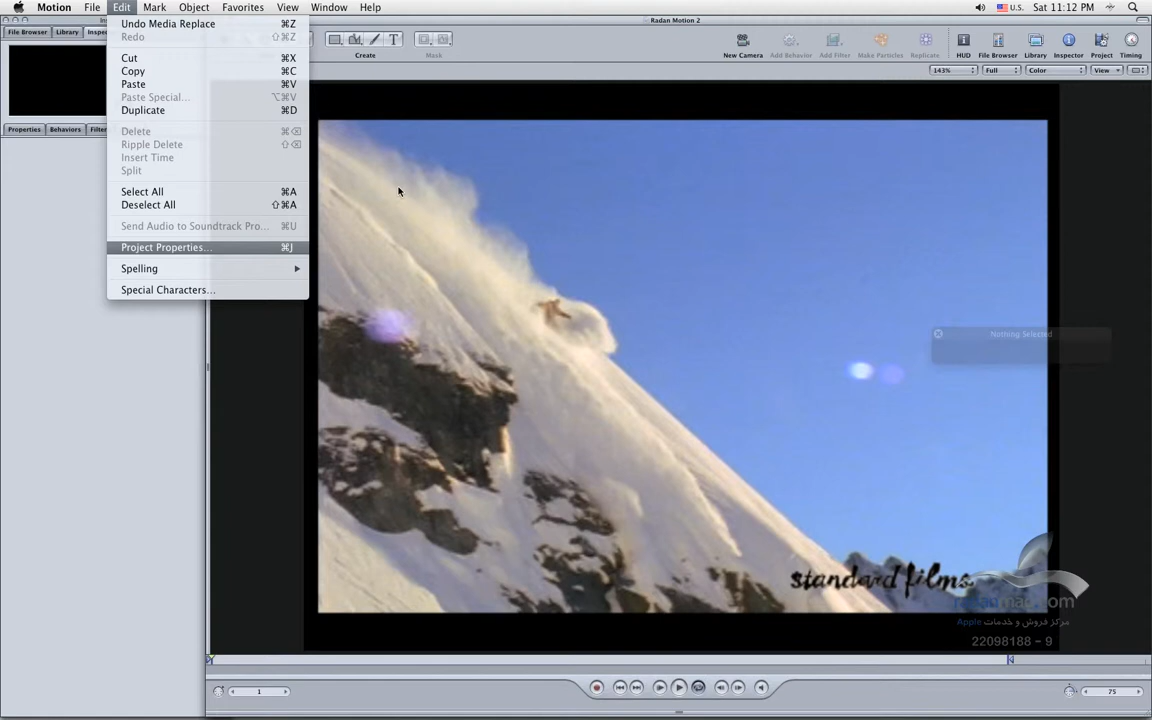 Motion File Edit Mark Object Favorites View Window Help U.S. Sat 11:12 PM
Radan Motion 2
File Browser Library Inspec
Undo Media Replace ⌘Z
Redo ⇧⌘Z
Cut ⌘X
Copy ⌘C
Paste ⌘V
Paste Special... ⌥⌘V
Duplicate ⌘D
Delete ⌘⌫
Ripple Delete ⇧⌫
Insert Time
Split
Select All ⌘A
Deselect All ⇧⌘A
Send Audio to Soundtrack Pro... ⌘U
Project Properties... ⌘J
Spelling
Special Characters...
Create Mask New Camera Add Behavior Add Filter Make Particles Replicate HUD File Browser Library Inspector Project Timing
143% Full Color View
Properties Behaviors Filter
Nothing Selected
standard films
radanmac.com
مرکز فروش و خدمات Apple
22098188 - 9
1
75